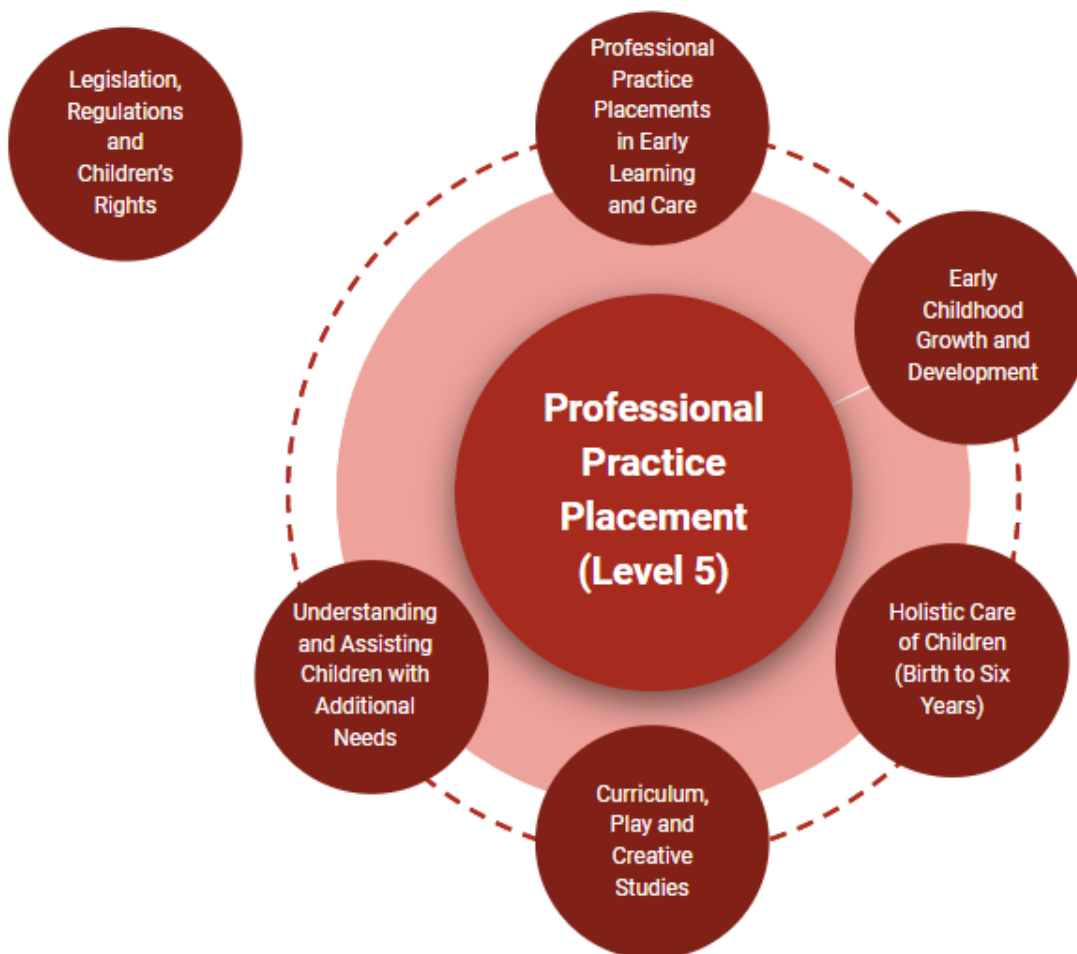 Legislation,
Regulations
and
Children's
Rights
Professional
Practice
Placements
in Early
Learning
and Care
Early
Childhood
Growth and
Development
Professional
Practice
Placement
(Level 5)
Holistic Care
of Children
(Birth to Six
Years)
Understanding
and Assisting
Children with
Additional
Needs
Curriculum,
Play and
Creative
Studies